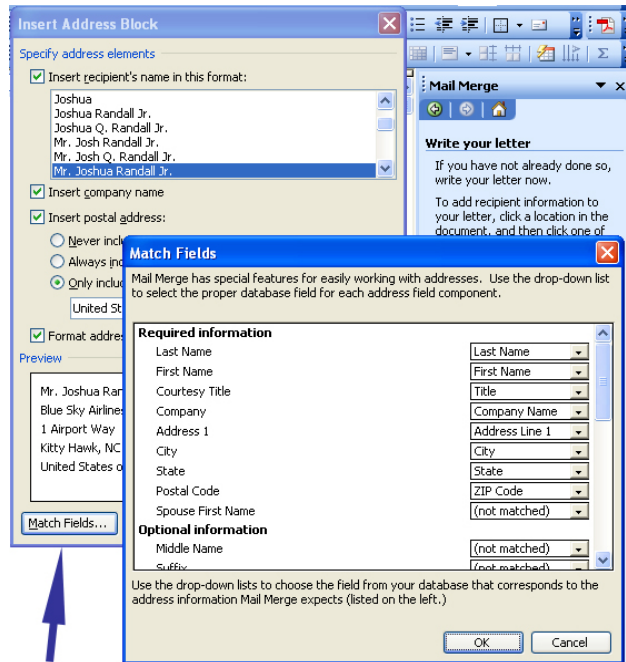 Insert Address Block
Specify address elements
Insert recipient's name in this format:
Joshua
Joshua Randall Jr.
Joshua Q. Randall Jr.
Mr. Josh Randall Jr.
Mr. Josh Q. Randall Jr.
Mr. Joshua Randall Jr.
Insert company name
Insert postal address:
Never inclu
Always inc
Only includ
United St
Format addre
Preview
Mr. Joshua Ran
Blue Sky Airline
1 Airport Way
Kitty Hawk, NC
United States o
Match Fields...
Mail Merge
Write your letter
If you have not already done so,
write your letter now.
To add recipient information to
your letter, click a location in the
document, and then click one of
Match Fields
Mail Merge has special features for easily working with addresses. Use the drop-down list
to select the proper database field for each address field component.
Required information
Last Name Last Name
First Name First Name
Courtesy Title Title
Company Company Name
Address 1 Address Line 1
City City
State State
Postal Code ZIP Code
Spouse First Name (not matched)
Optional information
Middle Name (not matched)
Suffix
Use the drop-down lists to choose the field from your database that corresponds to the
address information Mail Merge expects (listed on the left.)
OK Cancel